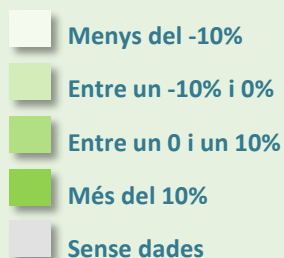 Menys del -10%
Entre un -10% i 0%
Entre un 0 i un 10%
Més del 10%
Sense dades